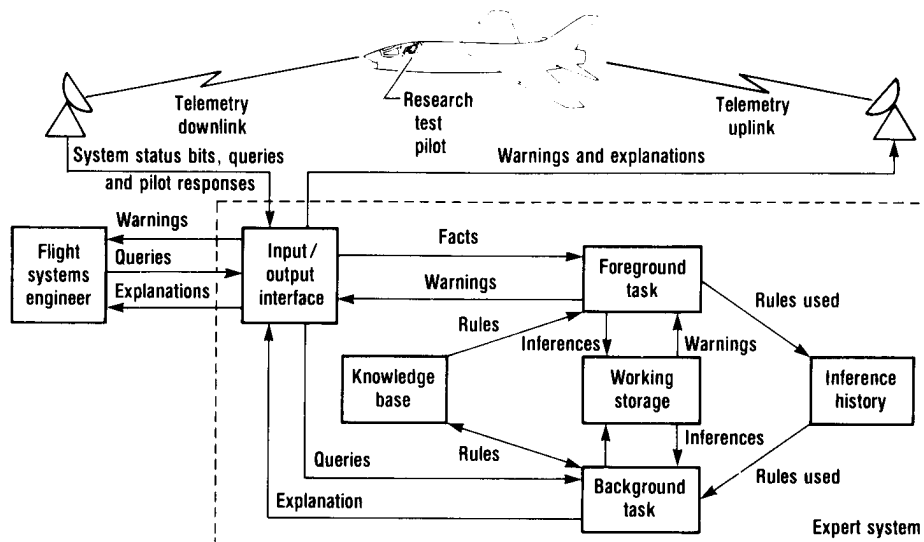 Telemetry
downlink
Research
test
pilot
Telemetry
uplink
System status bits, queries
and pilot responses
Warnings and explanations
Flight
systems
engineer
Warnings
Queries
Explanations
Input/
output
interface
Facts
Warnings
Foreground
task
Rules used
Rules
Inferences
Warnings
Knowledge
base
Working
storage
Inference
history
Inferences
Rules
Queries
Rules used
Explanation
Background
task
Expert system